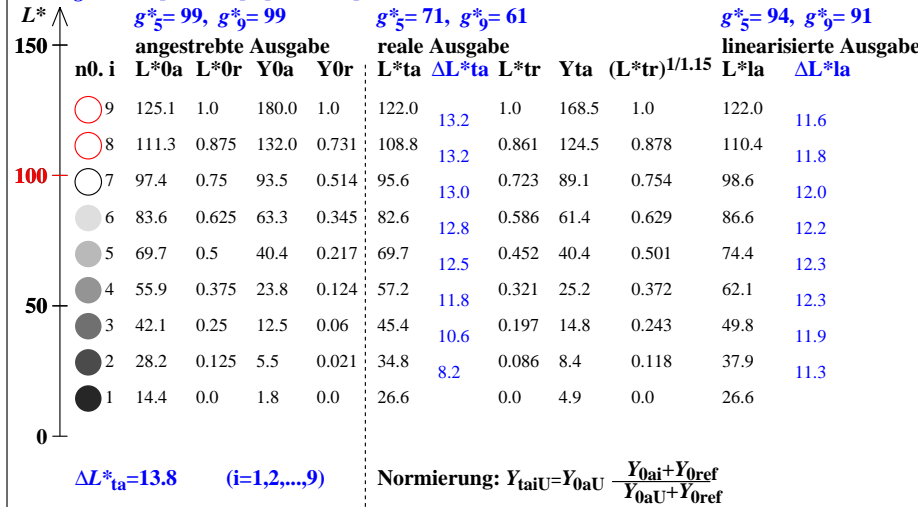 L* g*5= 99, g*9= 99 g*5= 71, g*9= 61 g*5= 94, g*9= 91
150 angestrebte Ausgabe reale Ausgabe linearisierte Ausgabe
n0. i L*0a L*0r Y0a Y0r L*ta ΔL*ta L*tr Yta (L*tr)1/1.15 L*la ΔL*la
9 125.1 1.0 180.0 1.0 122.0 1.0 168.5 1.0 122.0
13.2 11.6
8 111.3 0.875 132.0 0.731 108.8 0.861 124.5 0.878 110.4
13.2 11.8
100 7 97.4 0.75 93.5 0.514 95.6 0.723 89.1 0.754 98.6
13.0 12.0
6 83.6 0.625 63.3 0.345 82.6 0.586 61.4 0.629 86.6
12.8 12.2
5 69.7 0.5 40.4 0.217 69.7 0.452 40.4 0.501 74.4
12.5 12.3
4 55.9 0.375 23.8 0.124 57.2 0.321 25.2 0.372 62.1
50 11.8 12.3
3 42.1 0.25 12.5 0.06 45.4 0.197 14.8 0.243 49.8
10.6 11.9
2 28.2 0.125 5.5 0.021 34.8 0.086 8.4 0.118 37.9
8.2 11.3
1 14.4 0.0 1.8 0.0 26.6 0.0 4.9 0.0 26.6
0
ΔL*ta=13.8 (i=1,2,...,9) Normierung: YtaiU=Y0aU Y0ai+Y0ref
Y0aU+Y0ref